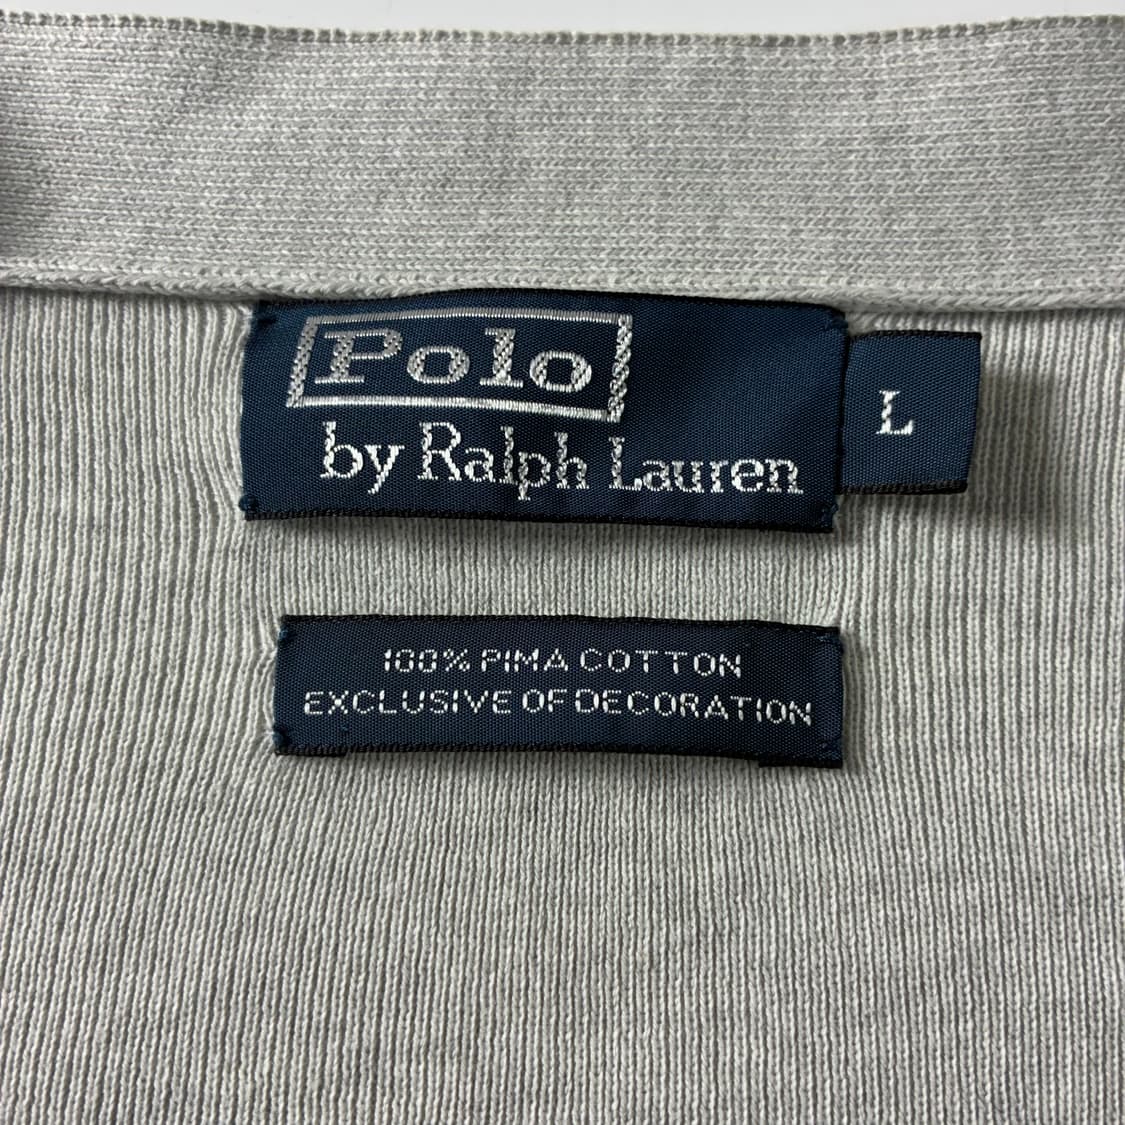 Polo
by Ralph Lauren
L
100% PIMA COTTON
EXCLUSIVE OF DECORATION